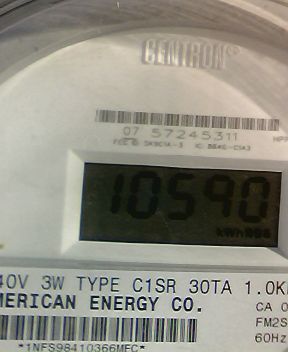 CENTRON®
07 57245311
10590
kWh
40V 3W TYPE C1SR 30TA 1.0K
MERICAN ENERGY CO.
CA 0
FM2S
60Hz
*1NFS98410366MFC*